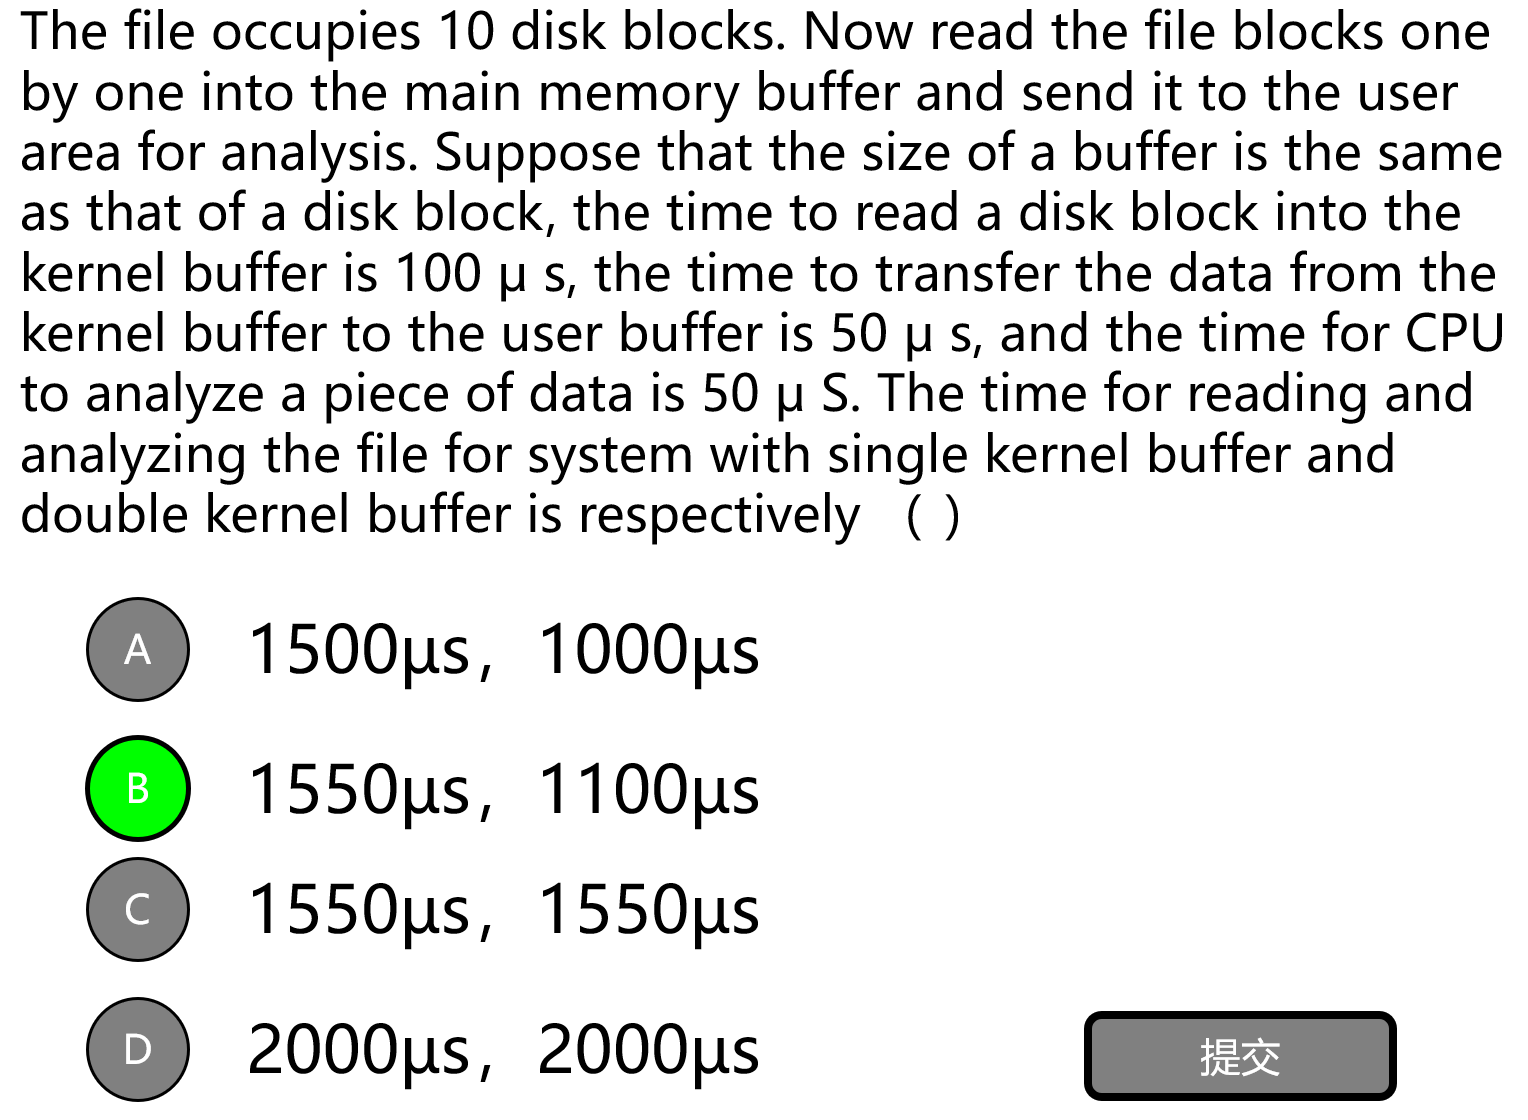 The file occupies 10 disk blocks. Now read the file blocks one
by one into the main memory buffer and send it to the user
area for analysis. Suppose that the size of a buffer is the same
as that of a disk block, the time to read a disk block into the
kernel buffer is 100 μ s, the time to transfer the data from the
kernel buffer to the user buffer is 50 μ s, and the time for CPU
to analyze a piece of data is 50 μ S. The time for reading and
analyzing the file for system with single kernel buffer and
double kernel buffer is respectively （ ）
A 1500μs，1000μs
B 1550μs，1100μs
C 1550μs，1550μs
D 2000μs，2000μs
提交